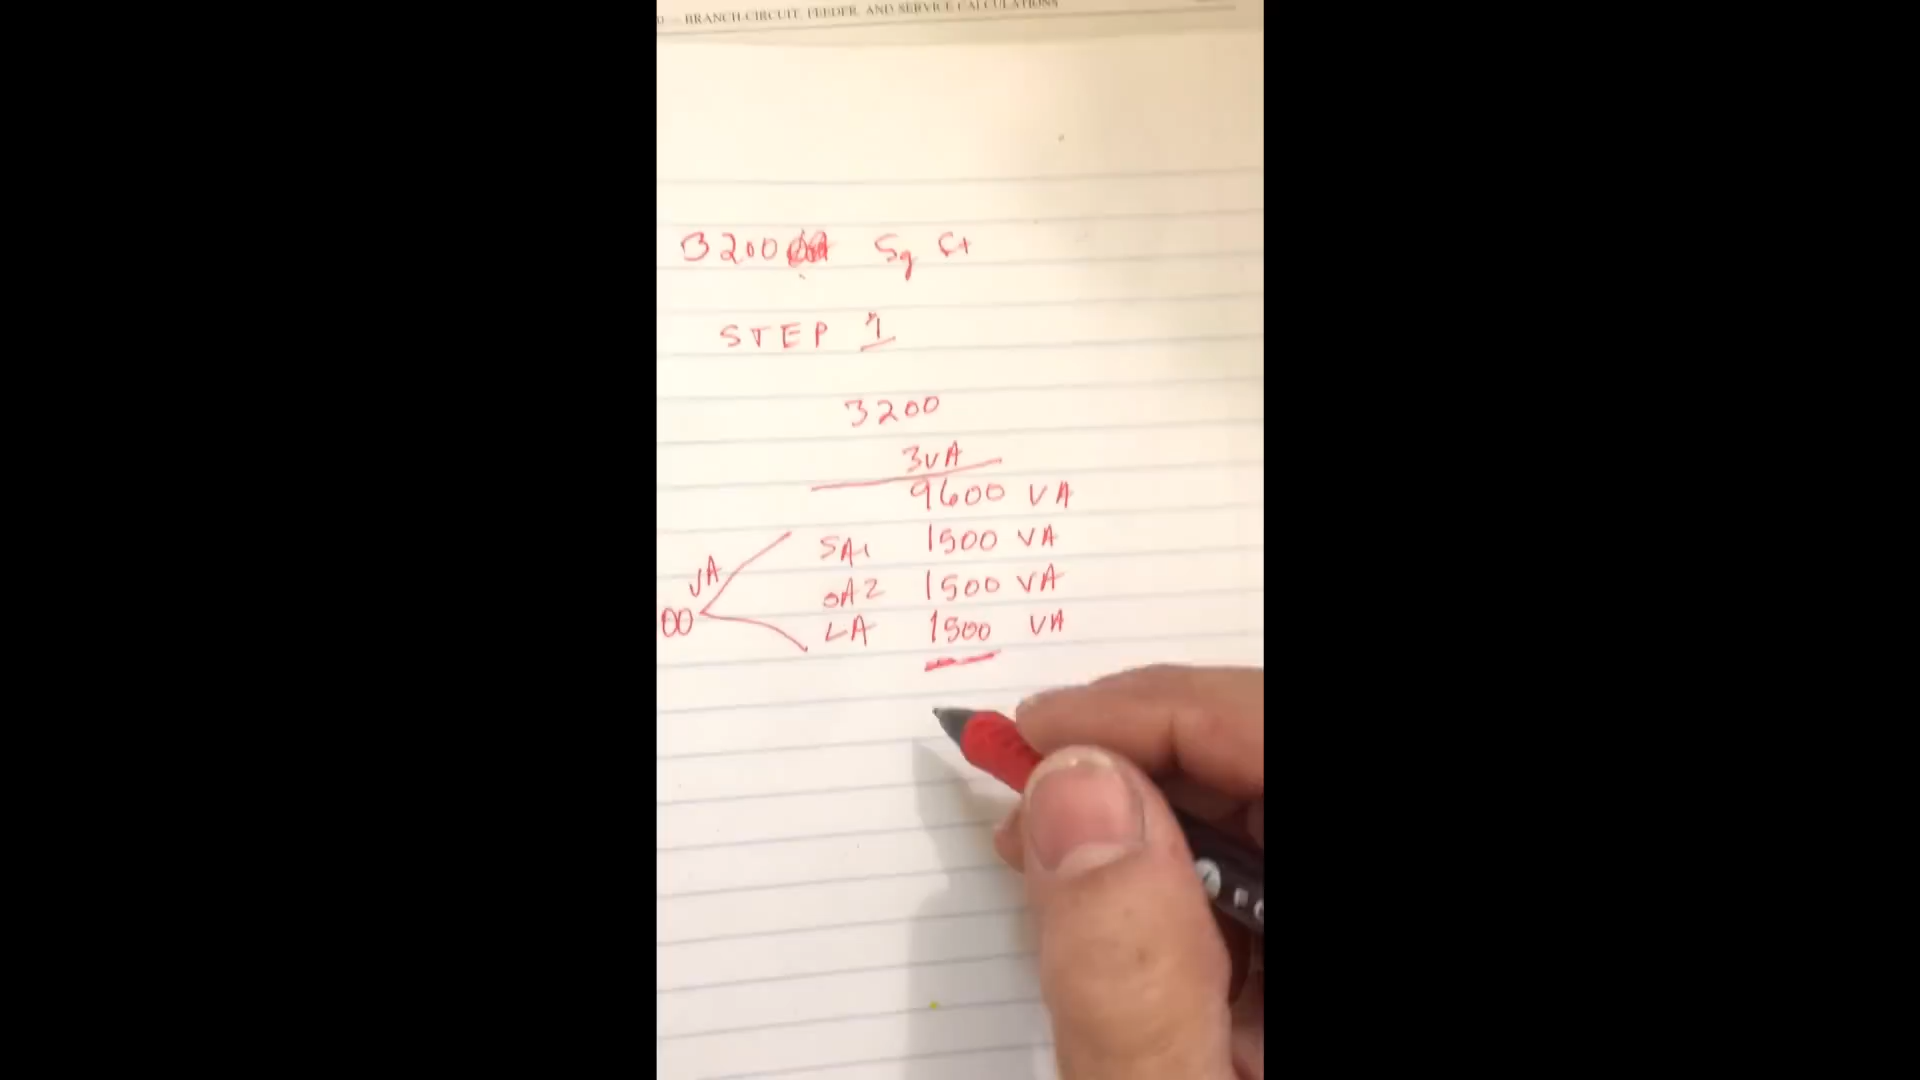 BRANCH-CIRCUIT, FEEDER, AND SERVICE CALCULATIONS
3200 Sq Ft
STEP 1
3200
3VA
9600 VA
SA1 1500 VA
SA2 1500 VA
LA 1500 VA
VA
00